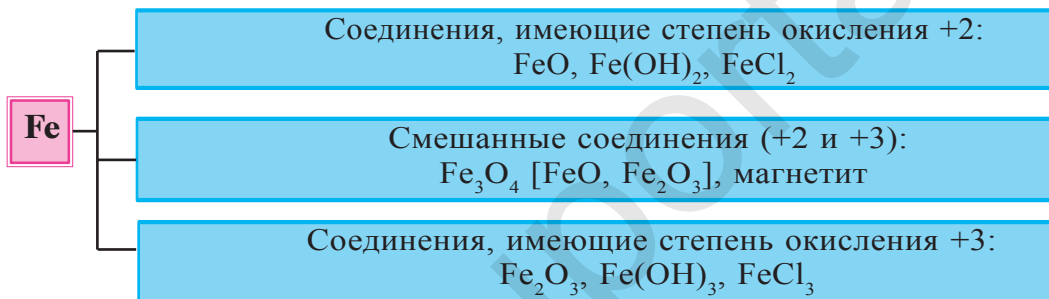 Соединения, имеющие степень окисления +2:
FeO, Fe(OH)₂, FeCl₂
Fe
Смешанные соединения (+2 и +3):
Fe₃O₄ [FeO, Fe₂O₃], магнетит
Соединения, имеющие степень окисления +3:
Fe₂O₃, Fe(OH)₃, FeCl₃